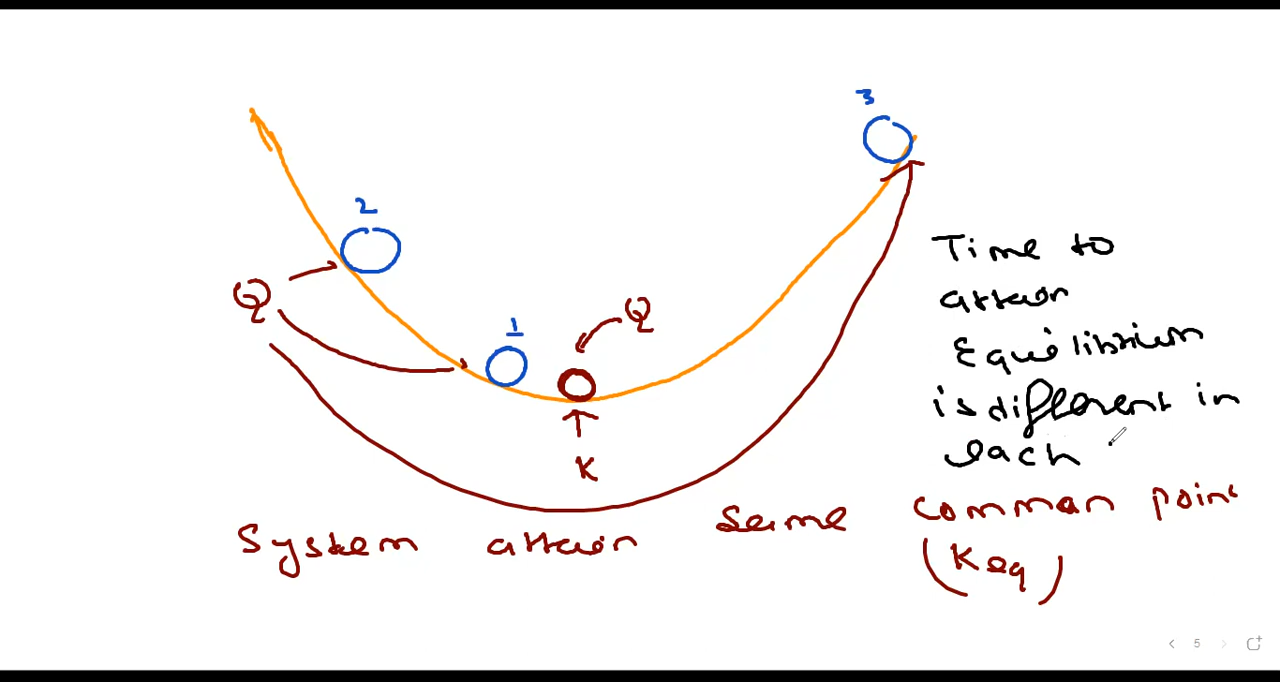 3
2
Q
1
Q
K
Time to
attain
Equilibrium
is different in
each
System attain same common point
(Keq)
5